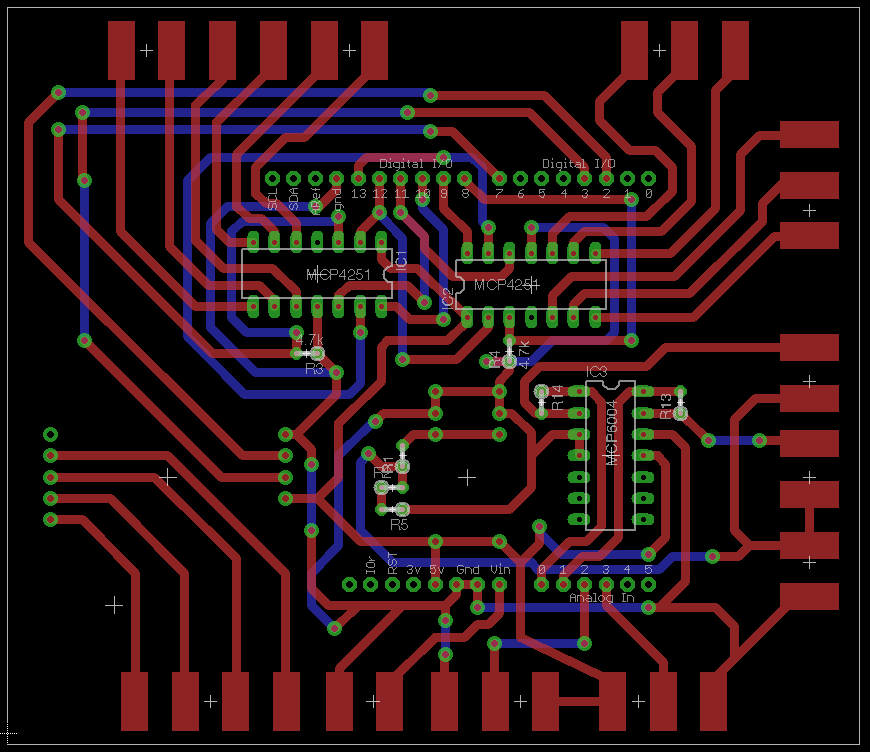 Digital I/O Digital I/O
SCL SDA ARef gnd 13 12 11 10 9 8 7 6 5 4 3 2 1 0
MCP4251 IC1
MCP4251 IC2
4.7k
R3
R4 4.7k
IC3
R14
MCP6004
R13
R1
R5
IOr RST 3v 5v Gnd Vin 0 1 2 3 4 5
Analog In